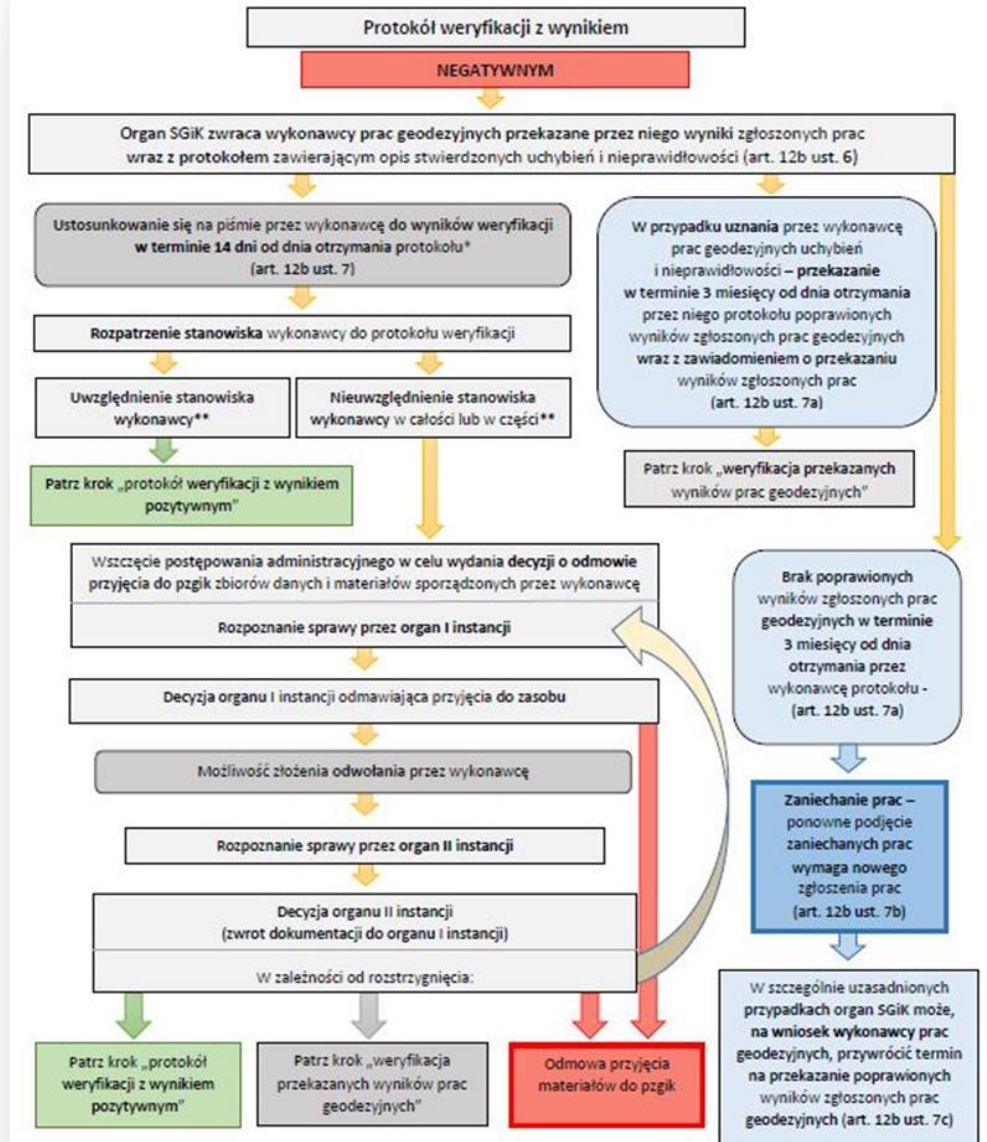 Protokół weryfikacji z wynikiem
NEGATYWNYM
Organ SGiK zwraca wykonawcy prac geodezyjnych przekazane przez niego wyniki zgłoszonych prac
wraz z protokołem zawierającym opis stwierdzonych uchybień i nieprawidłowości (art. 12b ust. 6)
Ustosunkowanie się na piśmie przez wykonawcę do wyników weryfikacji
w terminie 14 dni od dnia otrzymania protokołu*
(art. 12b ust. 7)
Rozpatrzenie stanowiska wykonawcy do protokołu weryfikacji
Uwzględnienie stanowiska
wykonawcy**
Nieuwzględnienie stanowiska
wykonawcy w całości lub w części**
Patrz krok „protokół weryfikacji z wynikiem
pozytywnym”
W przypadku uznania przez wykonawcę
prac geodezyjnych uchybień
i nieprawidłowości – przekazanie
w terminie 3 miesięcy od dnia otrzymania
przez niego protokołu poprawionych
wyników zgłoszonych prac geodezyjnych
wraz z zawiadomieniem o przekazaniu
wyników zgłoszonych prac
(art. 12b ust. 7a)
Patrz krok „weryfikacja przekazanych
wyników prac geodezyjnych”
Wszczęcie postępowania administracyjnego w celu wydania decyzji o odmowie
przyjęcia do pzgik zbiorów danych i materiałów sporządzonych przez wykonawcę
Rozpoznanie sprawy przez organ I instancji
Decyzja organu I instancji odmawiająca przyjęcia do zasobu
Możliwość złożenia odwołania przez wykonawcę
Rozpoznanie sprawy przez organ II instancji
Decyzja organu II instancji
(zwrot dokumentacji do organu I instancji)
W zależności od rozstrzygnięcia:
Patrz krok „protokół
weryfikacji z wynikiem
pozytywnym”
Patrz krok „weryfikacja
przekazanych wyników prac
geodezyjnych”
Odmowa przyjęcia
materiałów do pzgik
Brak poprawionych
wyników zgłoszonych prac
geodezyjnych w terminie
3 miesięcy od dnia
otrzymania przez
wykonawcę protokołu -
(art. 12b ust. 7a)
Zaniechanie prac –
ponowne podjęcie
zaniechanych prac
wymaga nowego
zgłoszenia prac
(art. 12b ust. 7b)
W szczególnie uzasadnionych
przypadkach organ SGiK może,
na wniosek wykonawcy prac
geodezyjnych, przywrócić termin
na przekazanie poprawionych
wyników zgłoszonych prac
geodezyjnych (art. 12b ust. 7c)